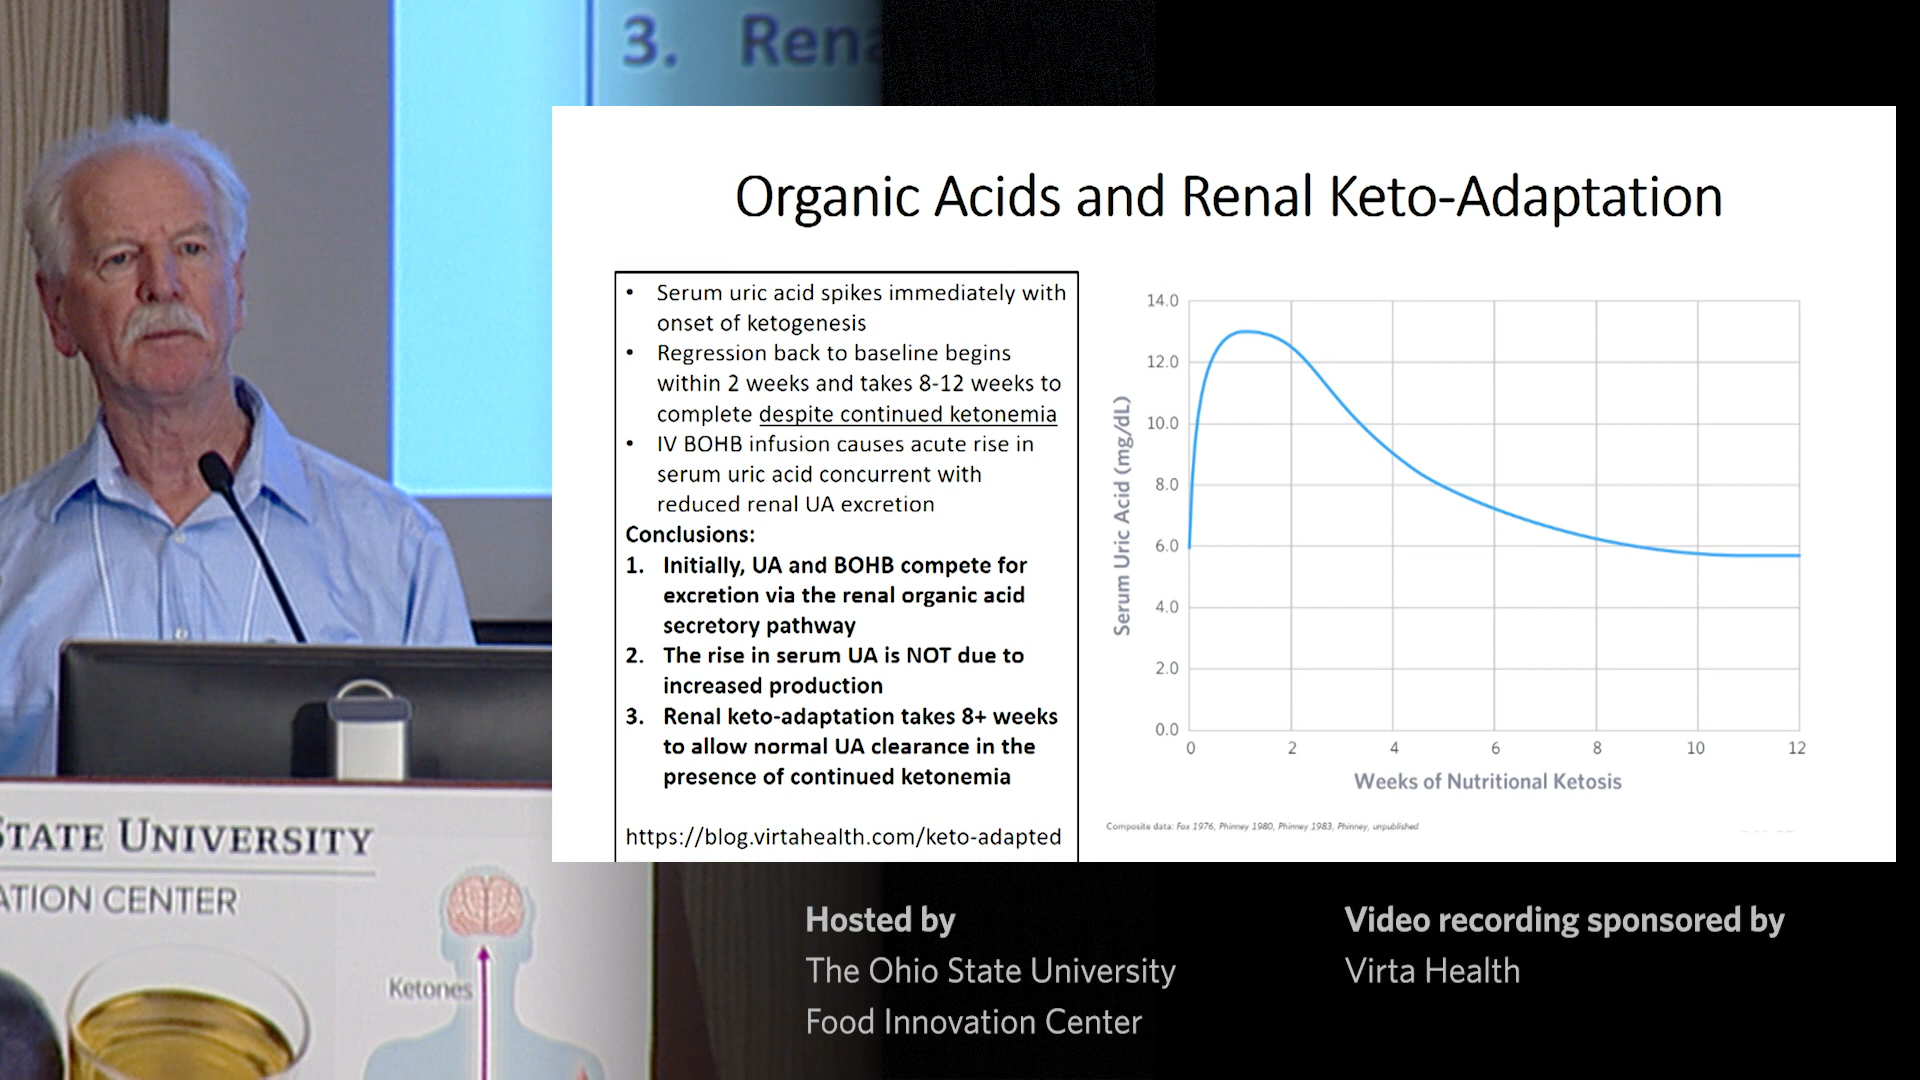 3. Rena
Organic Acids and Renal Keto-Adaptation
• Serum uric acid spikes immediately with
onset of ketogenesis
• Regression back to baseline begins
within 2 weeks and takes 8-12 weeks to
complete despite continued ketonemia
• IV BOHB infusion causes acute rise in
serum uric acid concurrent with
reduced renal UA excretion
Conclusions:
1. Initially, UA and BOHB compete for
excretion via the renal organic acid
secretory pathway
2. The rise in serum UA is NOT due to
increased production
3. Renal keto-adaptation takes 8+ weeks
to allow normal UA clearance in the
presence of continued ketonemia
https://blog.virtahealth.com/keto-adapted
14.0
12.0
10.0
8.0
6.0
4.0
2.0
0.0
Serum Uric Acid (mg/dL)
0 2 4 6 8 10 12
Weeks of Nutritional Ketosis
Composite data: Fox 1976, Phinney 1980, Phinney 1983, Phinney, unpublished
STATE UNIVERSITY
ATION CENTER
Ketones
Hosted by
The Ohio State University
Food Innovation Center
Video recording sponsored by
Virta Health